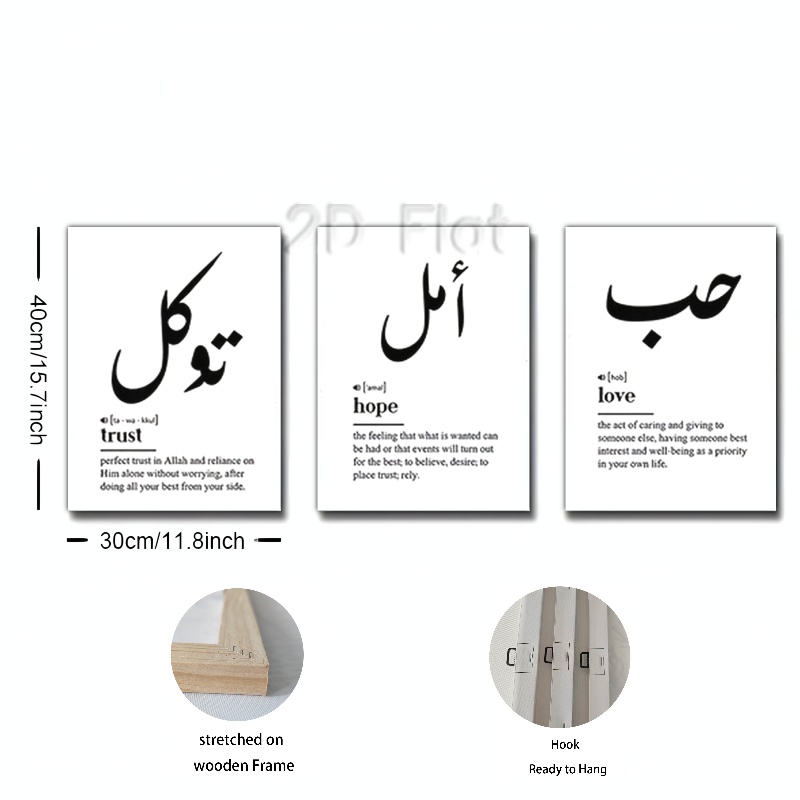 2D Flat
40cm/15.7inch
توكل
[ta - wa - kkul]
trust
perfect trust in Allah and reliance on
Him alone without worrying, after
doing all your best from your side.
أمل
['amal]
hope
the feeling that what is wanted can
be had or that events will turn out
for the best; to believe, desire; to
place trust; rely.
حب
[hob]
love
the act of caring and giving to
someone else, having someone best
interest and well-being as a priority
in your own life.
30cm/11.8inch
stretched on
wooden Frame
Hook
Ready to Hang